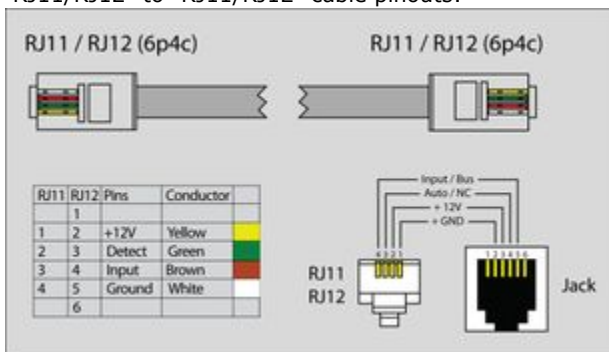 RJ11/RJ12 to RJ11/RJ12 cable pinouts:
RJ11 / RJ12 (6p4c)
RJ11 / RJ12 (6p4c)
RJ11 RJ12 Pins Conductor
1
1 2 +12V Yellow
2 3 Detect Green
3 4 Input Brown
4 5 Ground White
6
Input / Bus
Auto / NC
+ 12V
+ GND
4 3 2 1
1 2 3 4 5 6
RJ11
RJ12
Jack